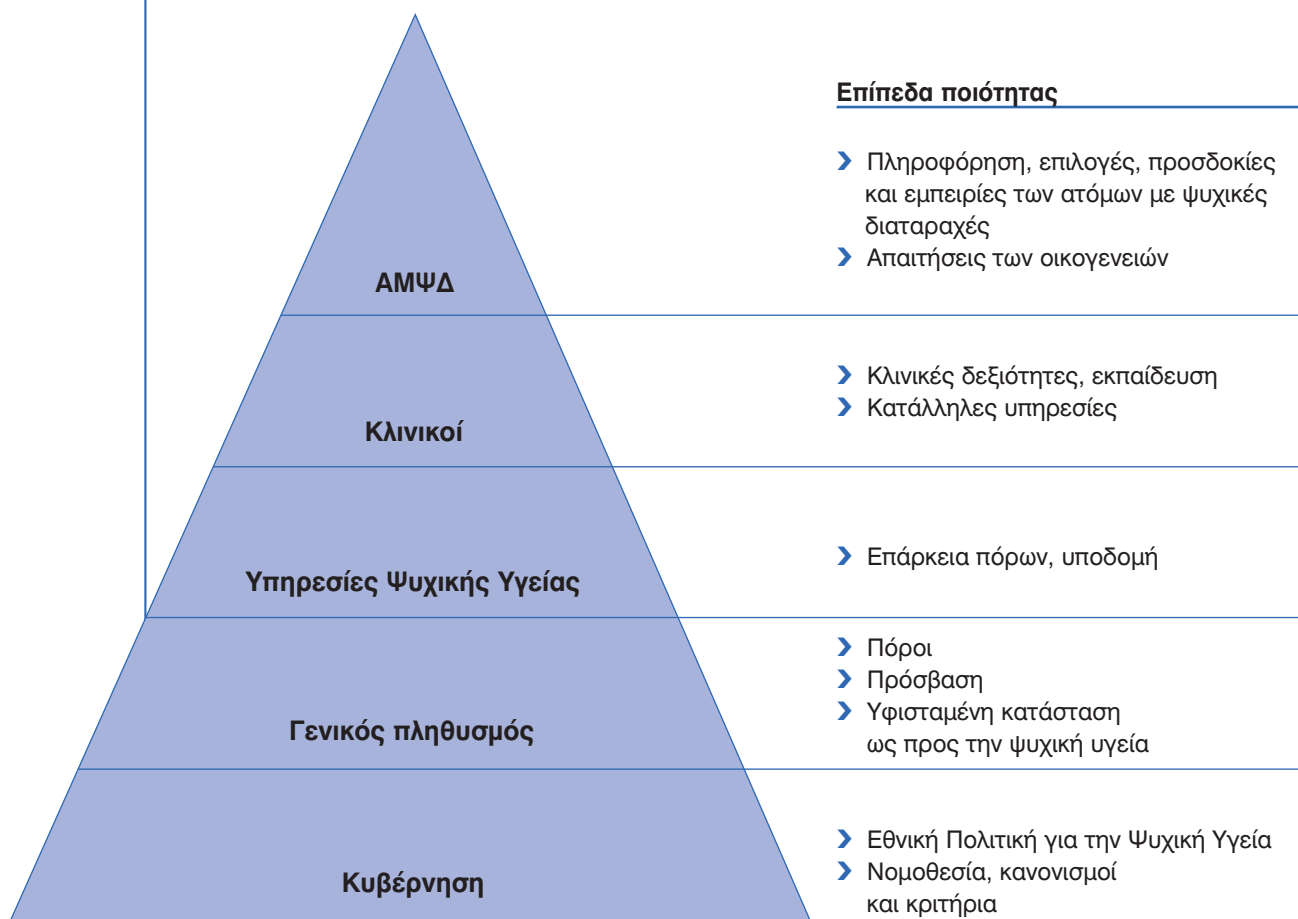 Επίπεδα ποιότητας
❯ Πληροφόρηση, επιλογές, προσδοκίες
και εμπειρίες των ατόμων με ψυχικές
διαταραχές
❯ Απαιτήσεις των οικογενειών
ΑΜΨΔ
❯ Κλινικές δεξιότητες, εκπαίδευση
❯ Κατάλληλες υπηρεσίες
Κλινικοί
❯ Επάρκεια πόρων, υποδομή
Υπηρεσίες Ψυχικής Υγείας
❯ Πόροι
❯ Πρόσβαση
❯ Υφισταμένη κατάσταση
ως προς την ψυχική υγεία
Γενικός πληθυσμός
❯ Εθνική Πολιτική για την Ψυχική Υγεία
❯ Νομοθεσία, κανονισμοί
και κριτήρια
Κυβέρνηση